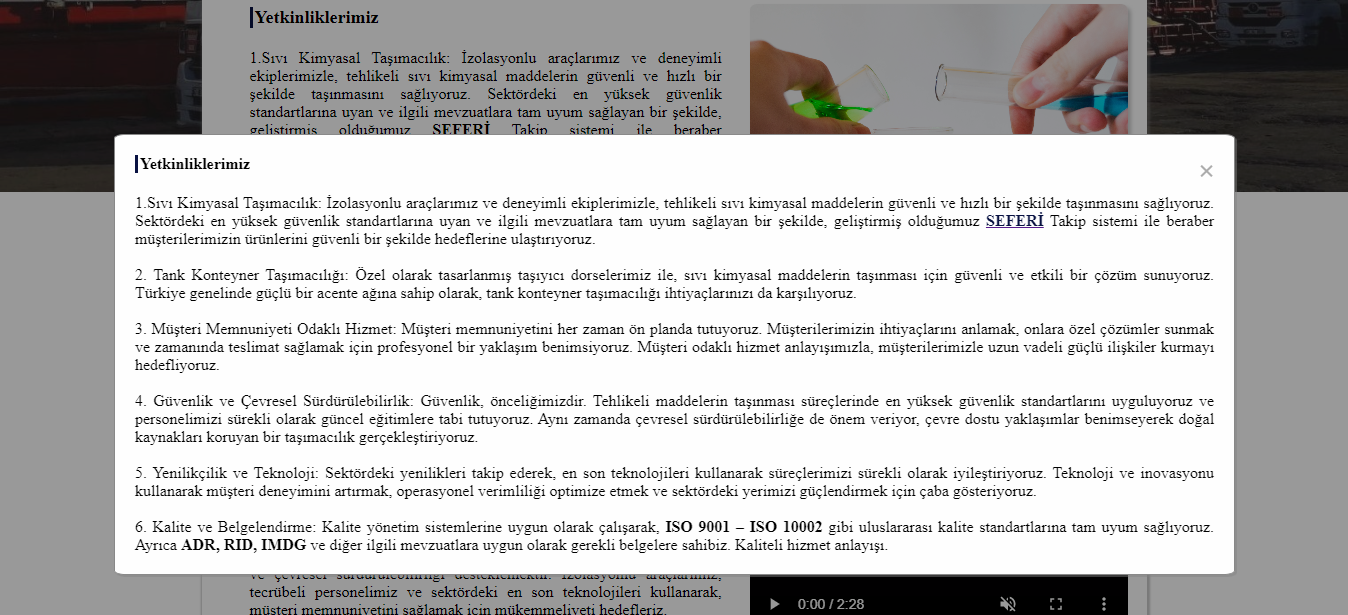 Yetkinliklerimiz
1.Sıvı Kimyasal Taşımacılık: İzolasyonlu araçlarımız ve deneyimli
ekiplerimizle, tehlikeli sıvı kimyasal maddelerin güvenli ve hızlı bir
şekilde taşınmasını sağlıyoruz. Sektördeki en yüksek güvenlik
standartlarına uyan ve ilgili mevzuatlara tam uyum sağlayan bir şekilde,
geliştirmiş olduğumuz SEFERİ Takip sistemi ile beraber
Yetkinliklerimiz
×
1.Sıvı Kimyasal Taşımacılık: İzolasyonlu araçlarımız ve deneyimli ekiplerimizle, tehlikeli sıvı kimyasal maddelerin güvenli ve hızlı bir şekilde taşınmasını sağlıyoruz.
Sektördeki en yüksek güvenlik standartlarına uyan ve ilgili mevzuatlara tam uyum sağlayan bir şekilde, geliştirmiş olduğumuz SEFERİ Takip sistemi ile beraber
müşterilerimizin ürünlerini güvenli bir şekilde hedeflerine ulaştırıyoruz.
2. Tank Konteyner Taşımacılığı: Özel olarak tasarlanmış taşıyıcı dorselerimiz ile, sıvı kimyasal maddelerin taşınması için güvenli ve etkili bir çözüm sunuyoruz.
Türkiye genelinde güçlü bir acente ağına sahip olarak, tank konteyner taşımacılığı ihtiyaçlarınızı da karşılıyoruz.
3. Müşteri Memnuniyeti Odaklı Hizmet: Müşteri memnuniyetini her zaman ön planda tutuyoruz. Müşterilerimizin ihtiyaçlarını anlamak, onlara özel çözümler sunmak
ve zamanında teslimat sağlamak için profesyonel bir yaklaşım benimsiyoruz. Müşteri odaklı hizmet anlayışımızla, müşterilerimizle uzun vadeli güçlü ilişkiler kurmayı
hedefliyoruz.
4. Güvenlik ve Çevresel Sürdürülebilirlik: Güvenlik, önceliğimizdir. Tehlikeli maddelerin taşınması süreçlerinde en yüksek güvenlik standartlarını uyguluyoruz ve
personelimizi sürekli olarak güncel eğitimlere tabi tutuyoruz. Aynı zamanda çevresel sürdürülebilirliğe de önem veriyor, çevre dostu yaklaşımlar benimseyerek doğal
kaynakları koruyan bir taşımacılık gerçekleştiriyoruz.
5. Yenilikçilik ve Teknoloji: Sektördeki yenilikleri takip ederek, en son teknolojileri kullanarak süreçlerimizi sürekli olarak iyileştiriyoruz. Teknoloji ve inovasyonu
kullanarak müşteri deneyimini artırmak, operasyonel verimliliği optimize etmek ve sektördeki yerimizi güçlendirmek için çaba gösteriyoruz.
6. Kalite ve Belgelendirme: Kalite yönetim sistemlerine uygun olarak çalışarak, ISO 9001 – ISO 10002 gibi uluslararası kalite standartlarına tam uyum sağlıyoruz.
Ayrıca ADR, RID, IMDG ve diğer ilgili mevzuatlara uygun olarak gerekli belgelere sahibiz. Kaliteli hizmet anlayışı.
ve çevresel sürdürülebilirliği desteklemektir. İzolasyonlu araçlarımız,
tecrübeli personelimiz ve sektördeki en son teknolojileri kullanarak,
müşteri memnuniyetini sağlamak için mükemmeliyeti hedefleriz.
0:00 / 2:28